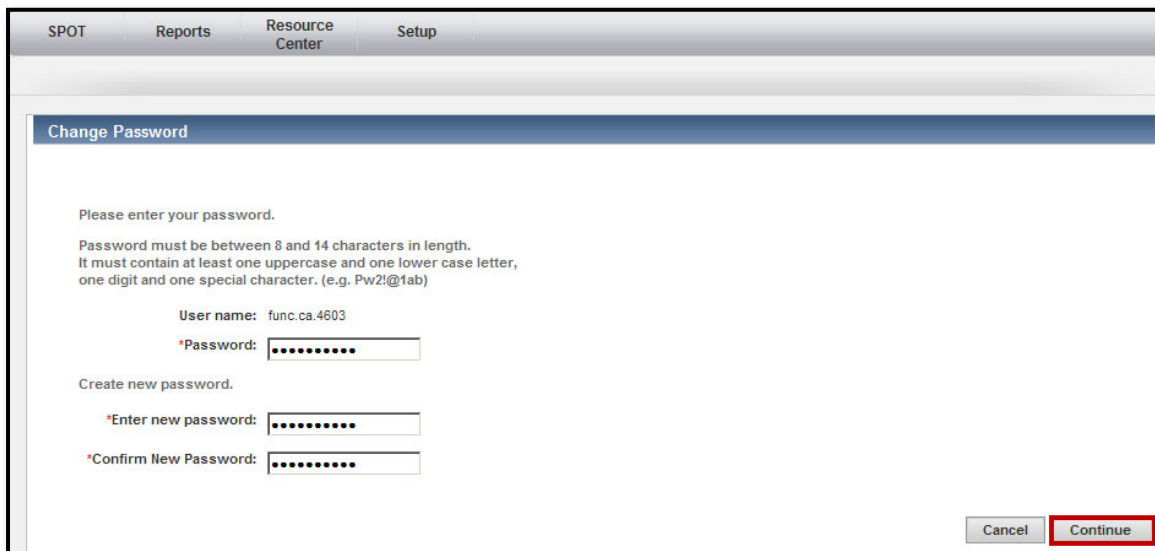 SPOT Reports Resource Center Setup
Change Password
Please enter your password.
Password must be between 8 and 14 characters in length.
It must contain at least one uppercase and one lower case letter,
one digit and one special character. (e.g. Pw2!@1ab)
User name: func.ca.4603
*Password: ••••••••••
Create new password.
*Enter new password: ••••••••••
*Confirm New Password: ••••••••••
Cancel Continue